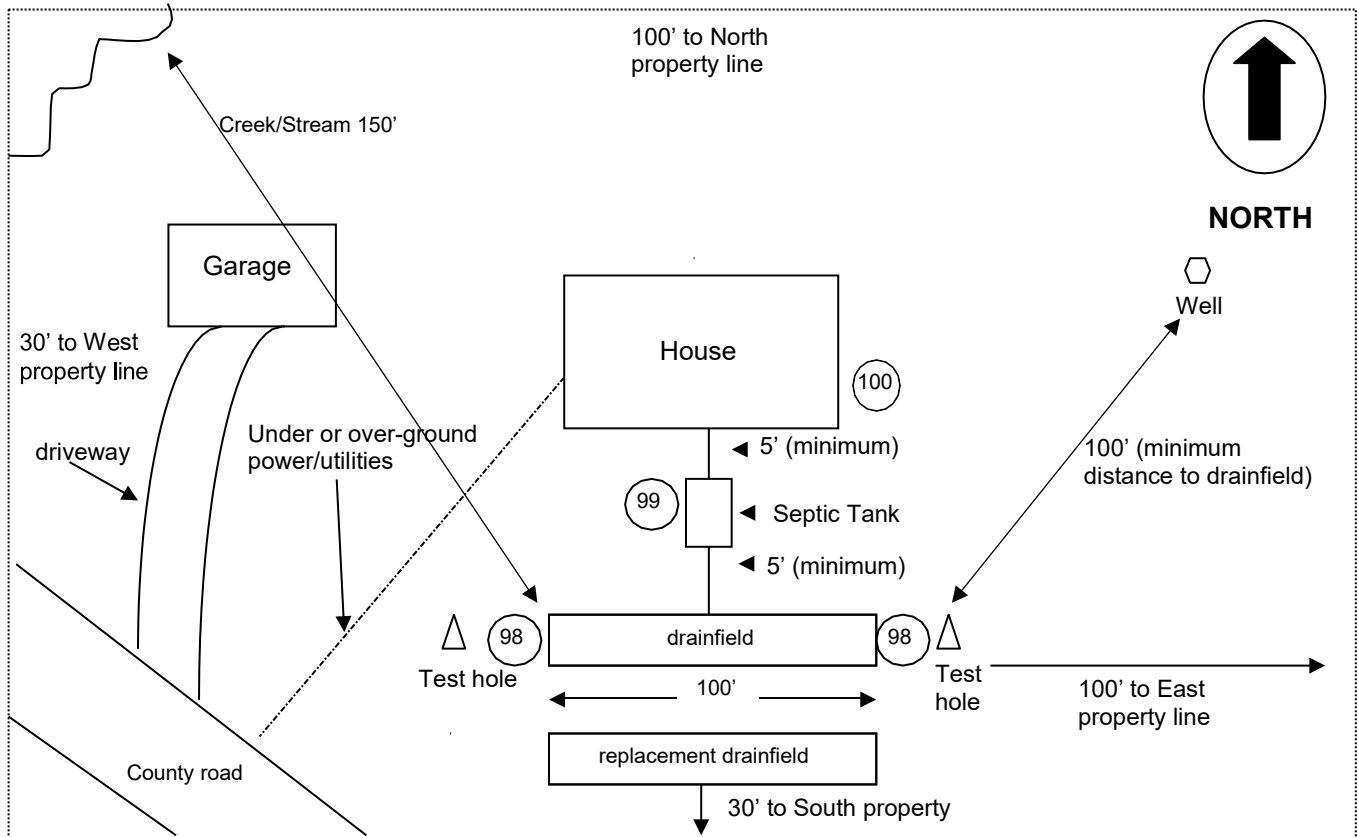 100’ to North
property line
Creek/Stream 150’
NORTH
Garage
Well
30’ to West
property line
House
100
driveway
Under or over-ground
power/utilities
5’ (minimum)
100’ (minimum
distance to drainfield)
99
Septic Tank
5’ (minimum)
98
drainfield
98
Test hole
Test
hole
100’
100’ to East
property line
replacement drainfield
County road
30’ to South property